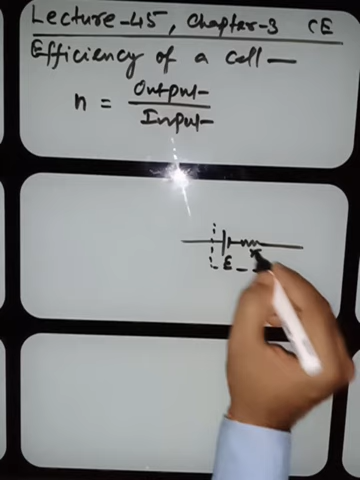 Lecture-45, Chapter-3 CE
Efficiency of a cell —
n = Output
Input
E